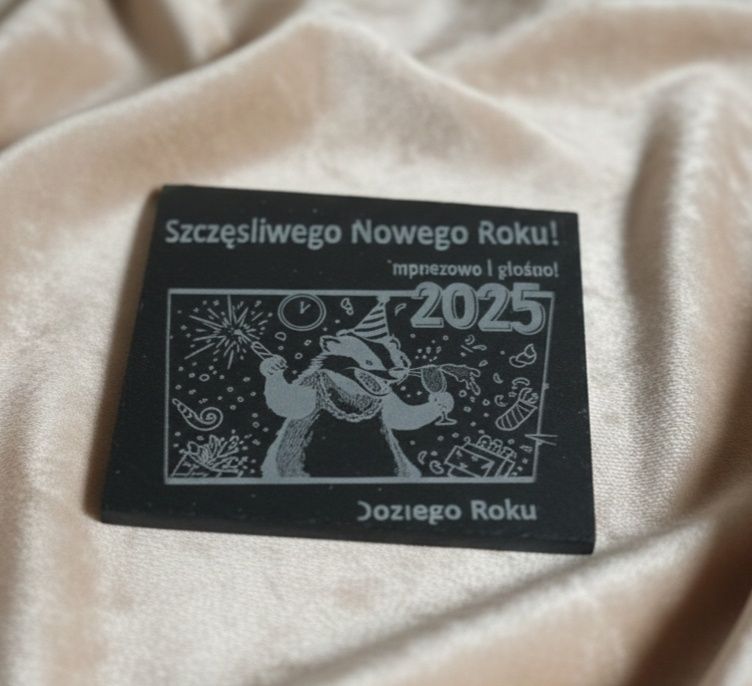 Szczęsliwego Nowego Roku!
mpnezowo i głośno!
2025
Doziego Roku